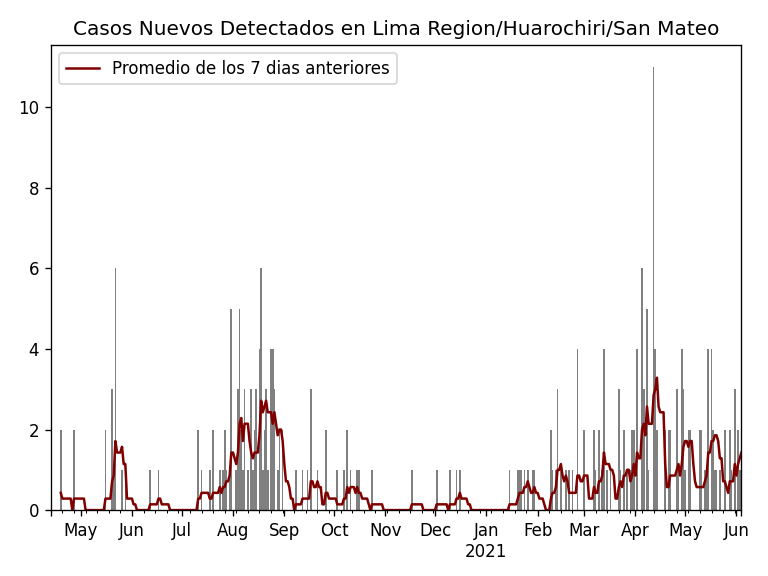 Casos Nuevos Detectados en Lima Region/Huarochiri/San Mateo
Promedio de los 7 dias anteriores
10
8
6
4
2
0
May Jun Jul Aug Sep Oct Nov Dec Jan Feb Mar Apr May Jun
2021